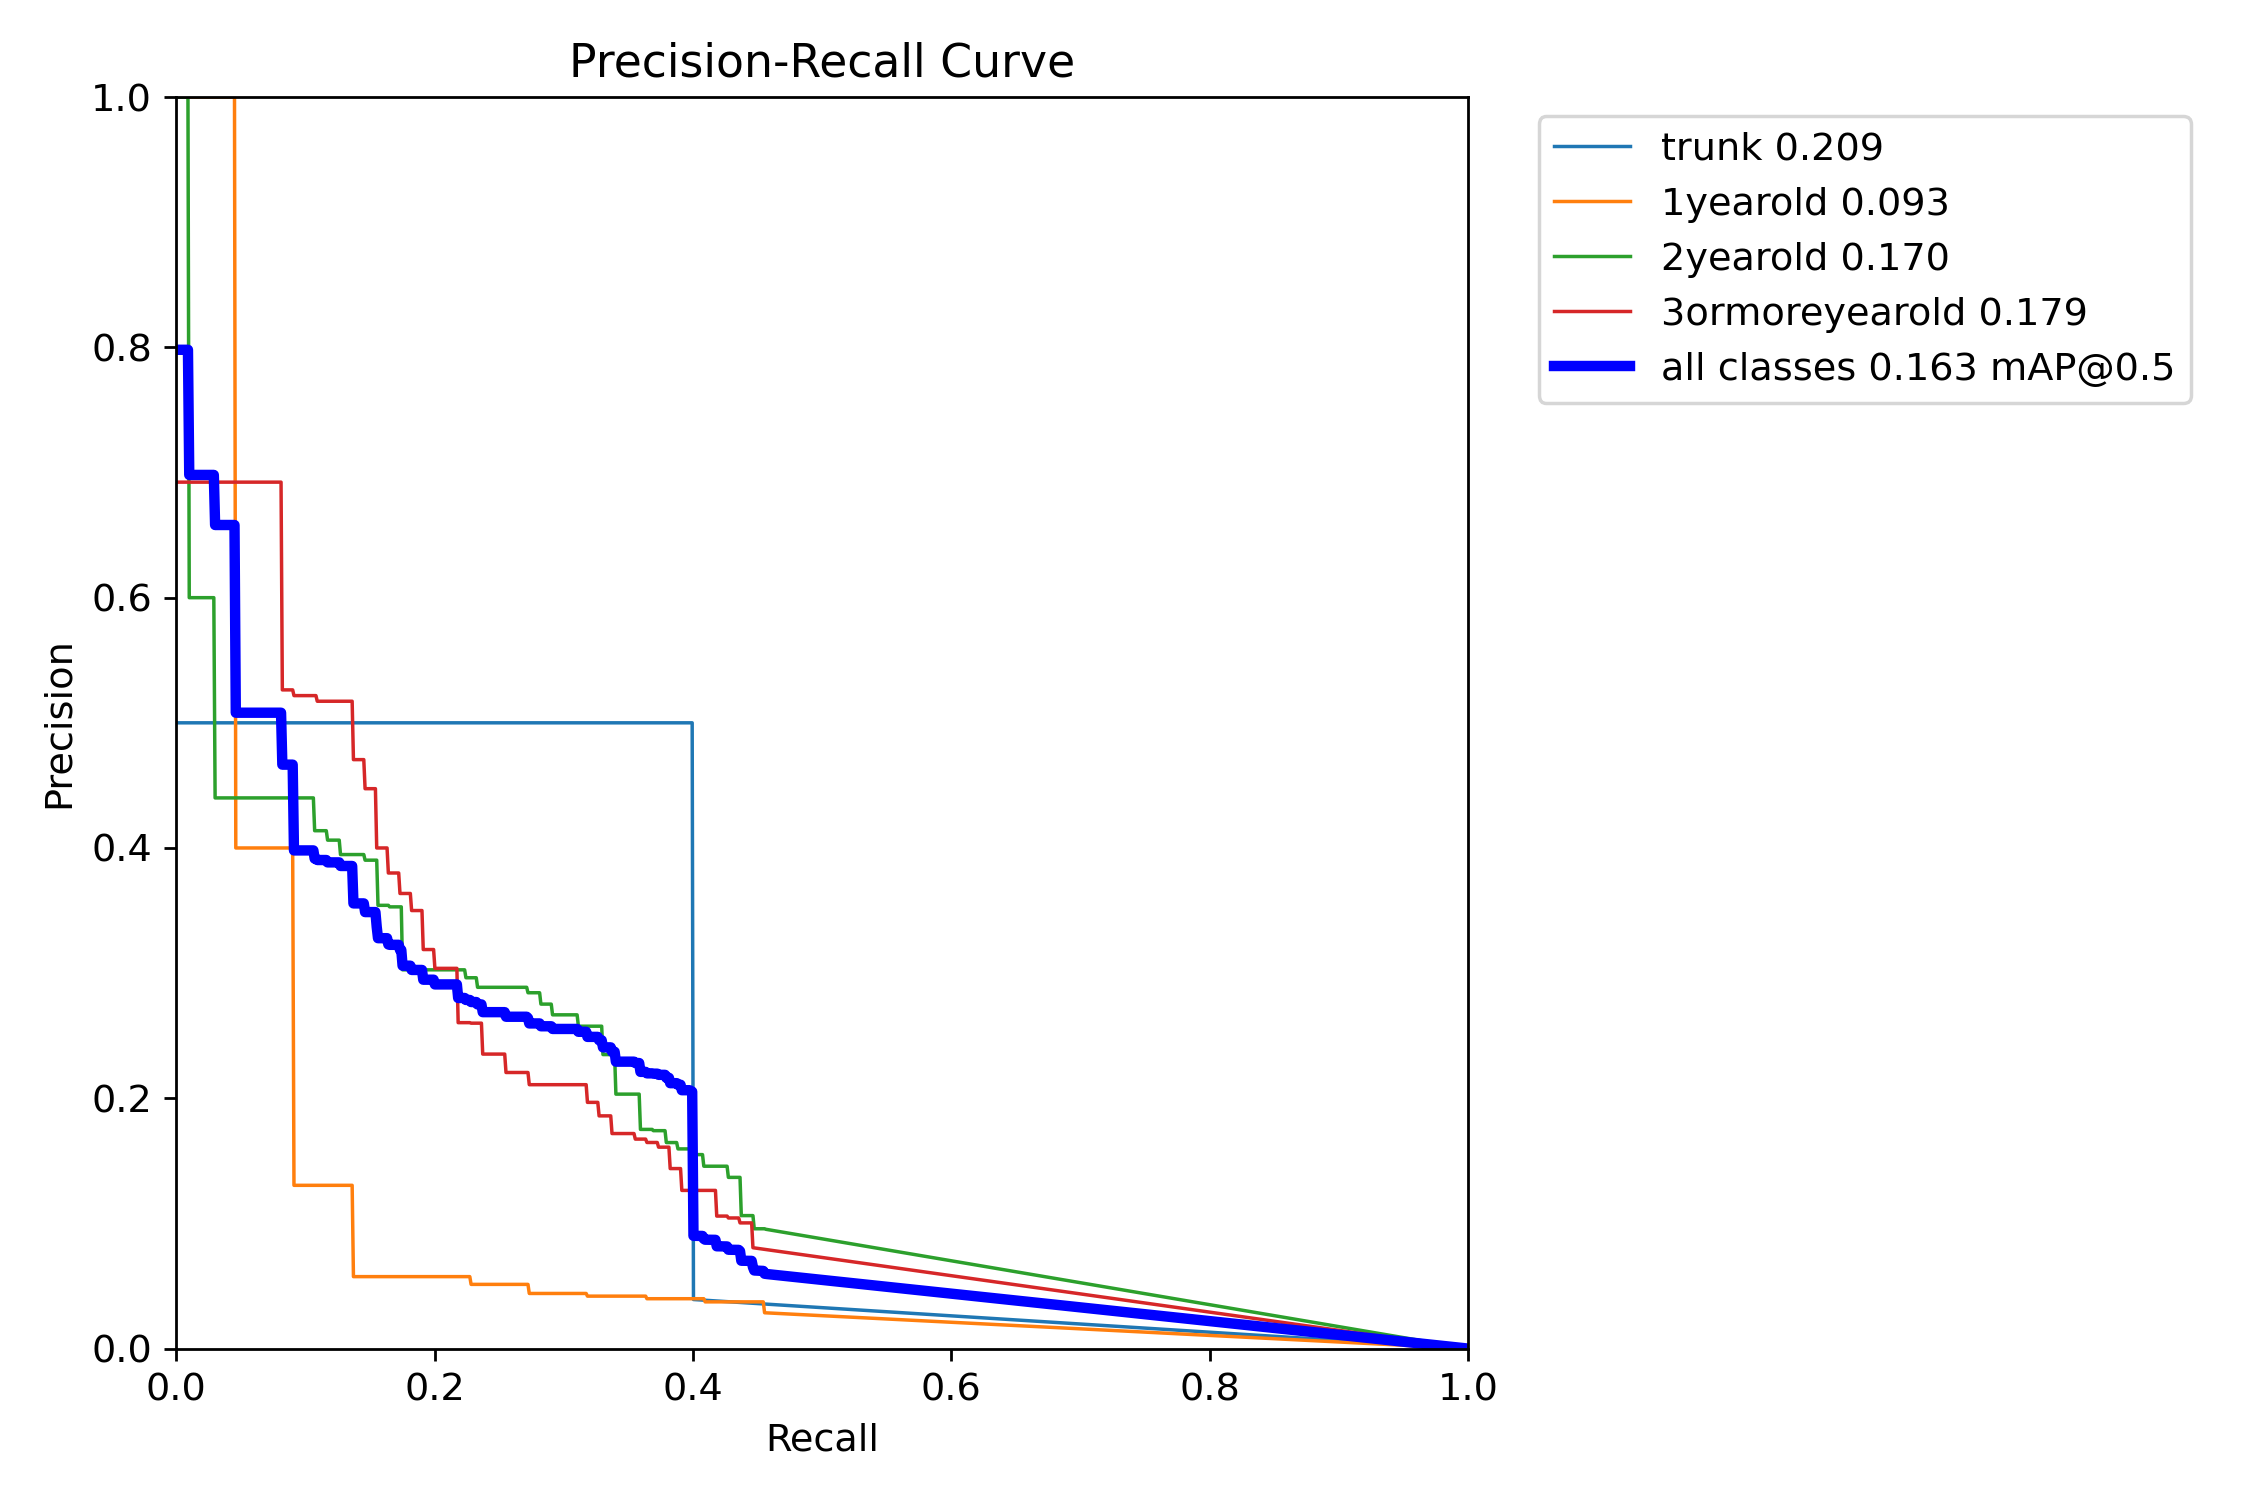 Precision-Recall Curve
1.0
0.8
0.6
0.4
0.2
0.0
Precision
0.0 0.2 0.4 0.6 0.8 1.0
Recall
trunk 0.209
1yearold 0.093
2yearold 0.170
3ormoreyearold 0.179
all classes 0.163 mAP@0.5